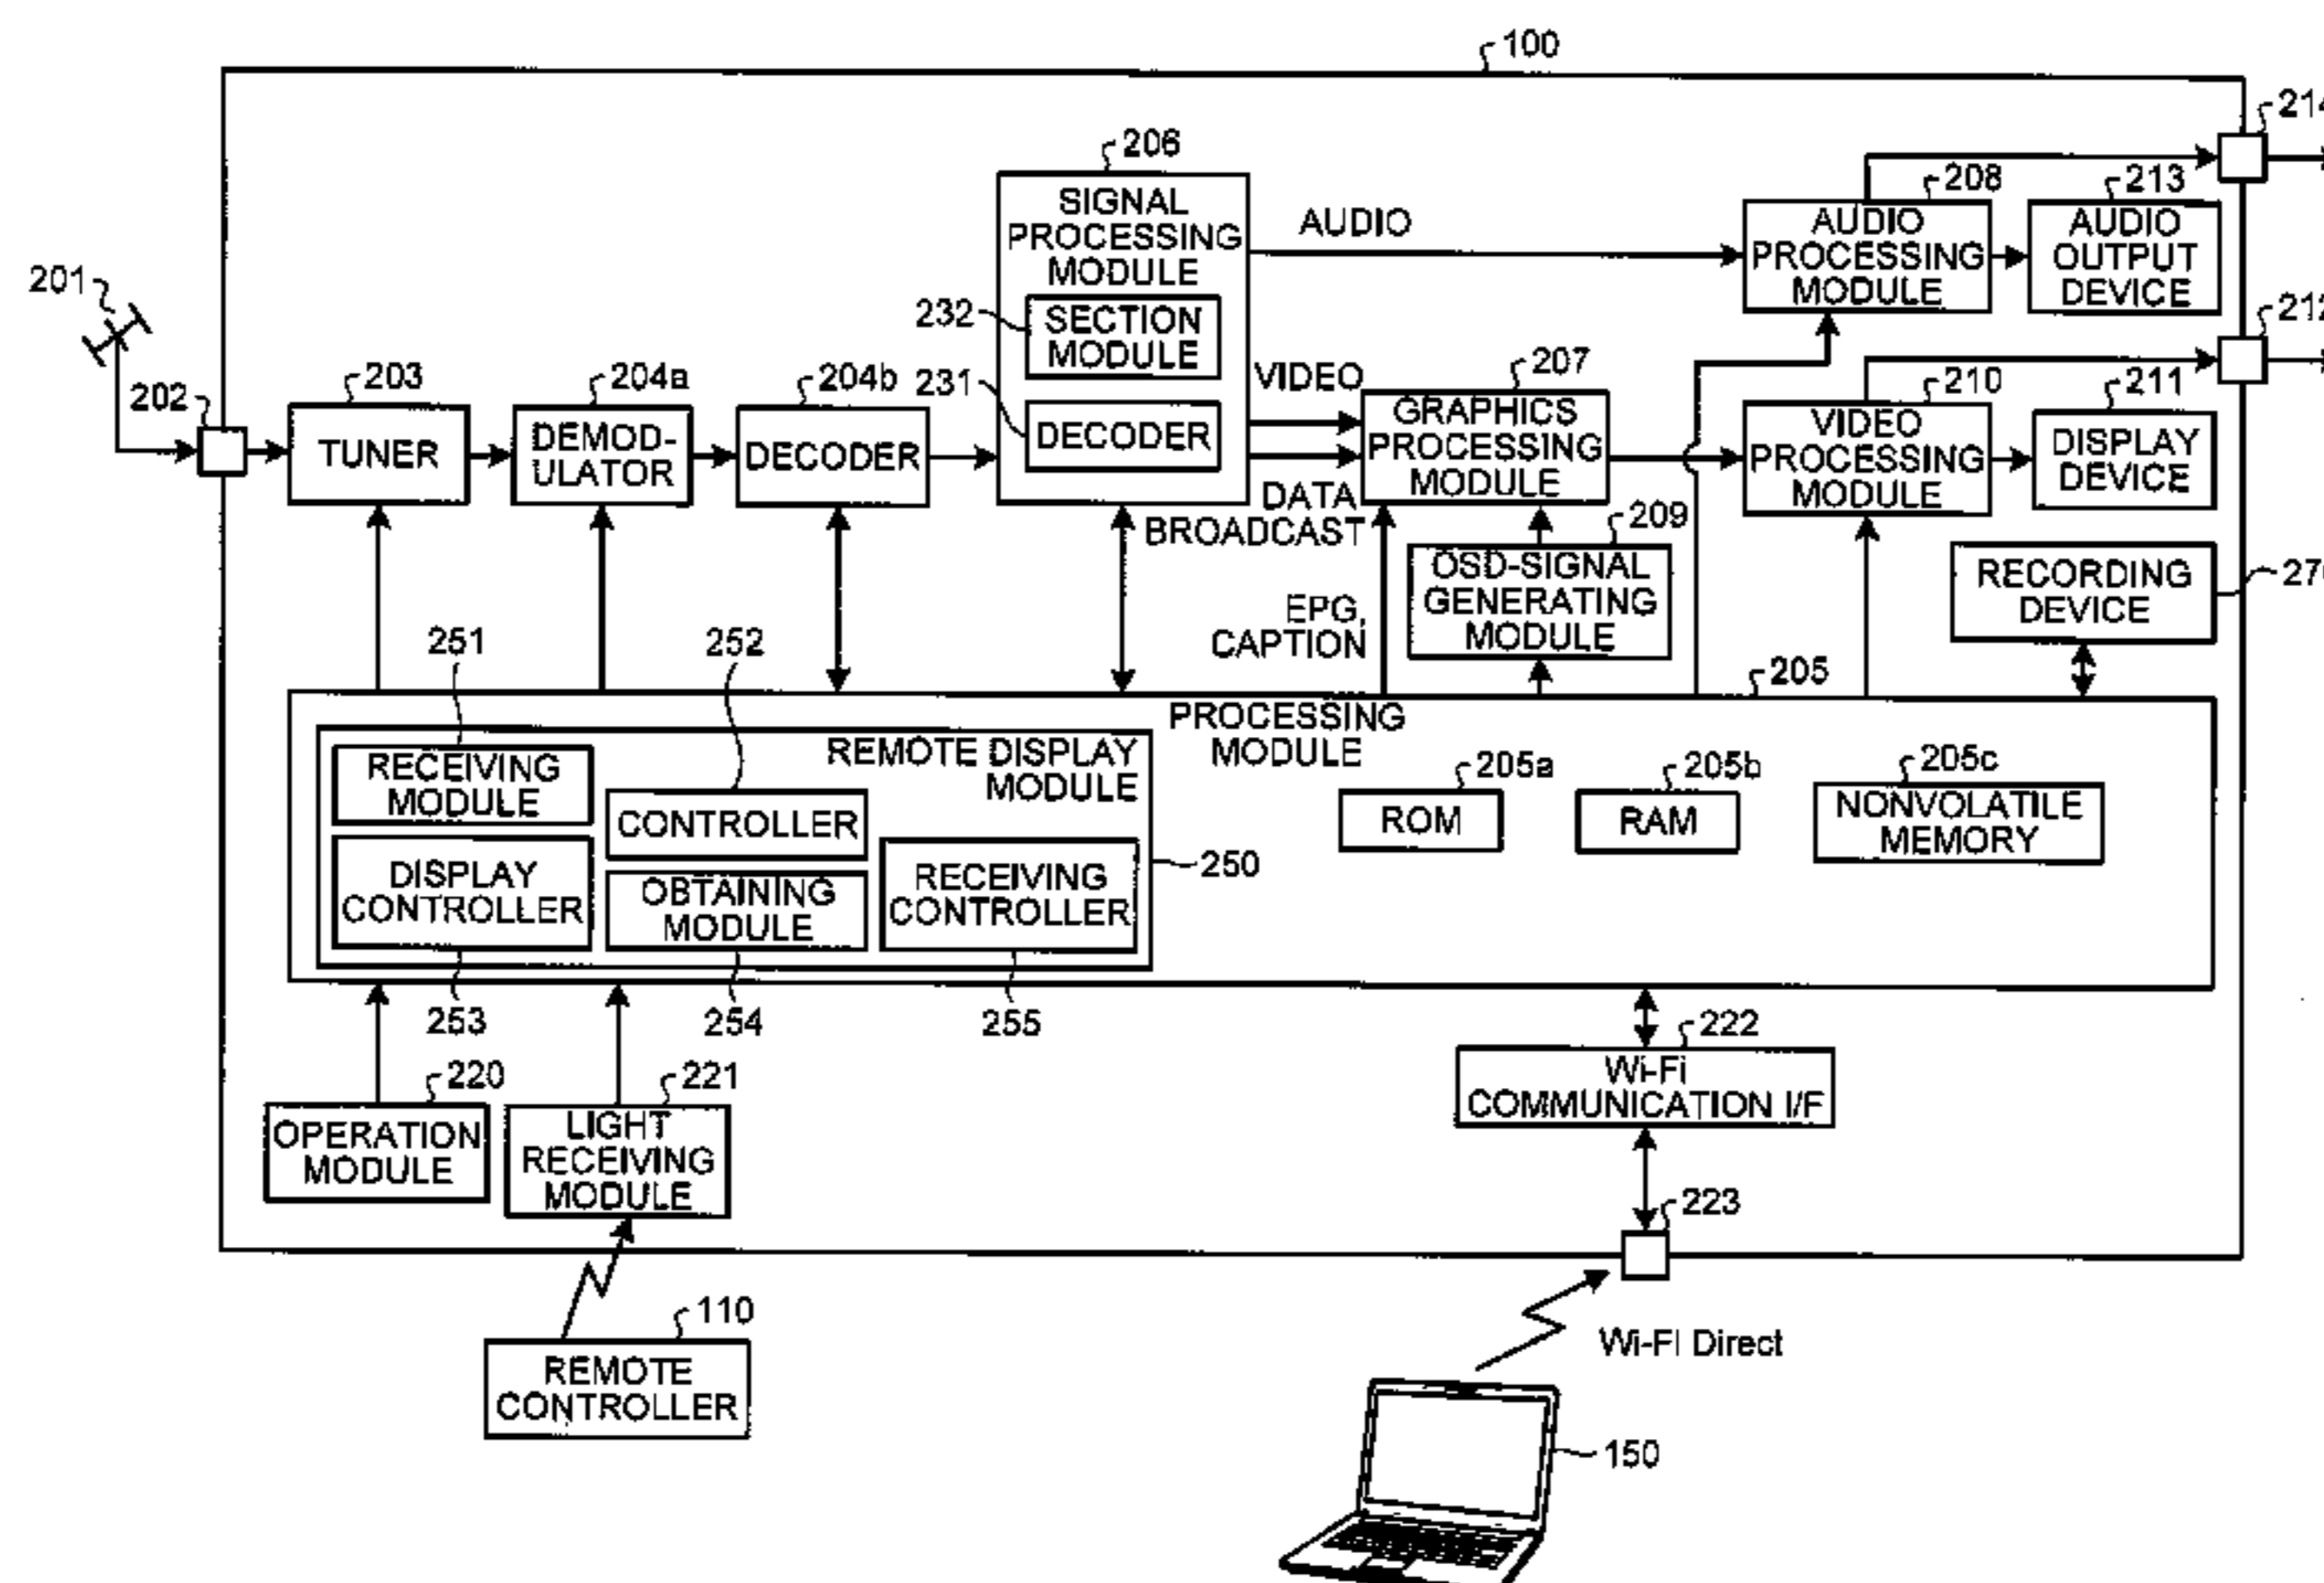 100
214
206
SIGNAL
PROCESSING
MODULE
AUDIO
208
AUDIO
PROCESSING
MODULE
213
AUDIO
OUTPUT
DEVICE
201
232
SECTION
MODULE
212
202
203
TUNER
204a
DEMOD-
ULATOR
204b
DECODER
231
DECODER
VIDEO
207
GRAPHICS
PROCESSING
MODULE
210
VIDEO
PROCESSING
MODULE
211
DISPLAY
DEVICE
DATA
BROADCAST
209
OSD-SIGNAL
GENERATING
MODULE
RECORDING
DEVICE
EPG,
CAPTION
251
252
205
PROCESSING
MODULE
REMOTE DISPLAY
MODULE
RECEIVING
MODULE
CONTROLLER
205a
ROM
205b
RAM
205c
NONVOLATILE
MEMORY
DISPLAY
CONTROLLER
OBTAINING
MODULE
RECEIVING
CONTROLLER
250
253
254
255
220
OPERATION
MODULE
221
LIGHT
RECEIVING
MODULE
222
Wi-Fi
COMMUNICATION I/F
223
110
REMOTE
CONTROLLER
Wi-FI Direct
150